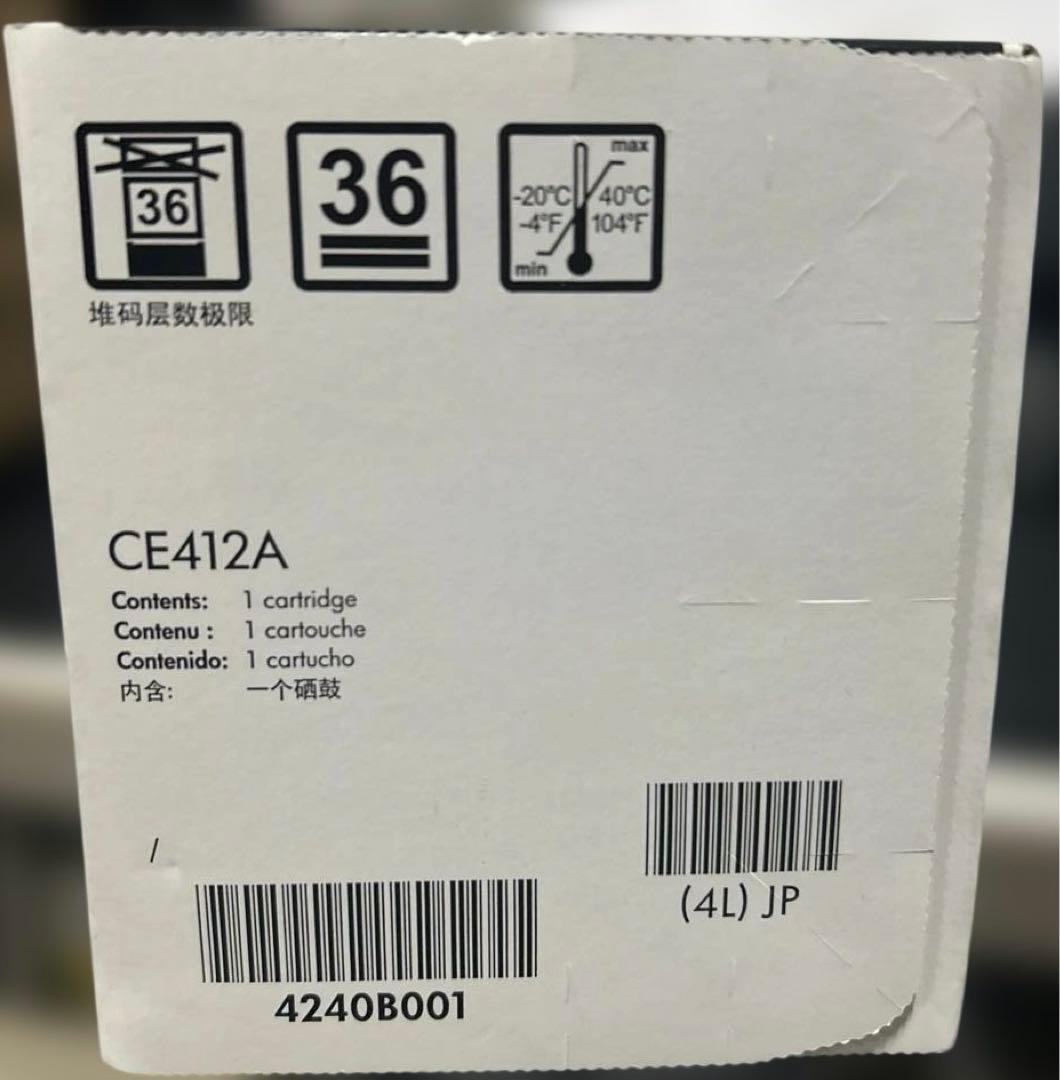 36
堆码层数极限
36
max
-20°C 40°C
-4°F 104°F
min
CE412A
Contents: 1 cartridge
Contenu : 1 cartouche
Contenido: 1 cartucho
内含: 一个硒鼓
/
(4L) JP
4240B001